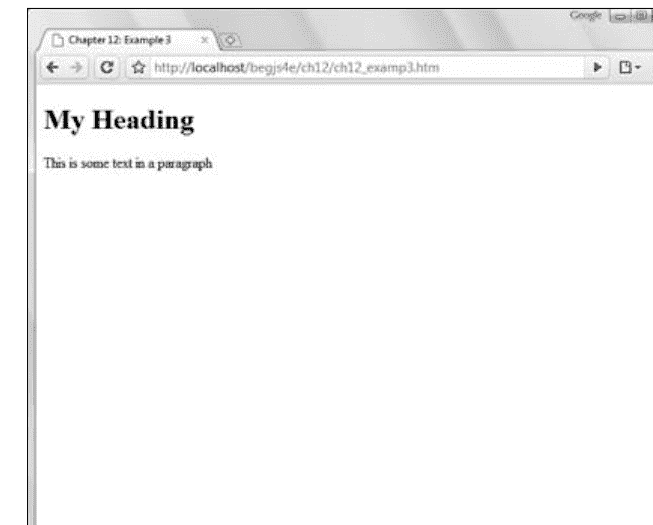 Google
Chapter 12: Example 3
http://localhost/begjs4e/ch12/ch12_examp3.htm
My Heading
This is some text in a paragraph